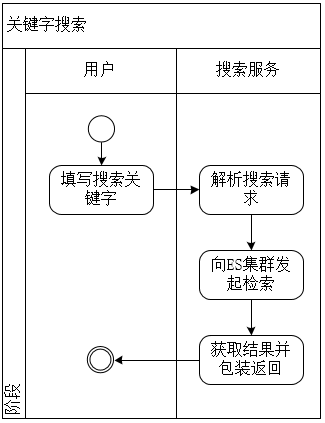 关键字搜索
用户
搜索服务
填写搜索关
键字
解析搜索请
求
向ES集群发
起检索
获取结果并
包装返回
阶段